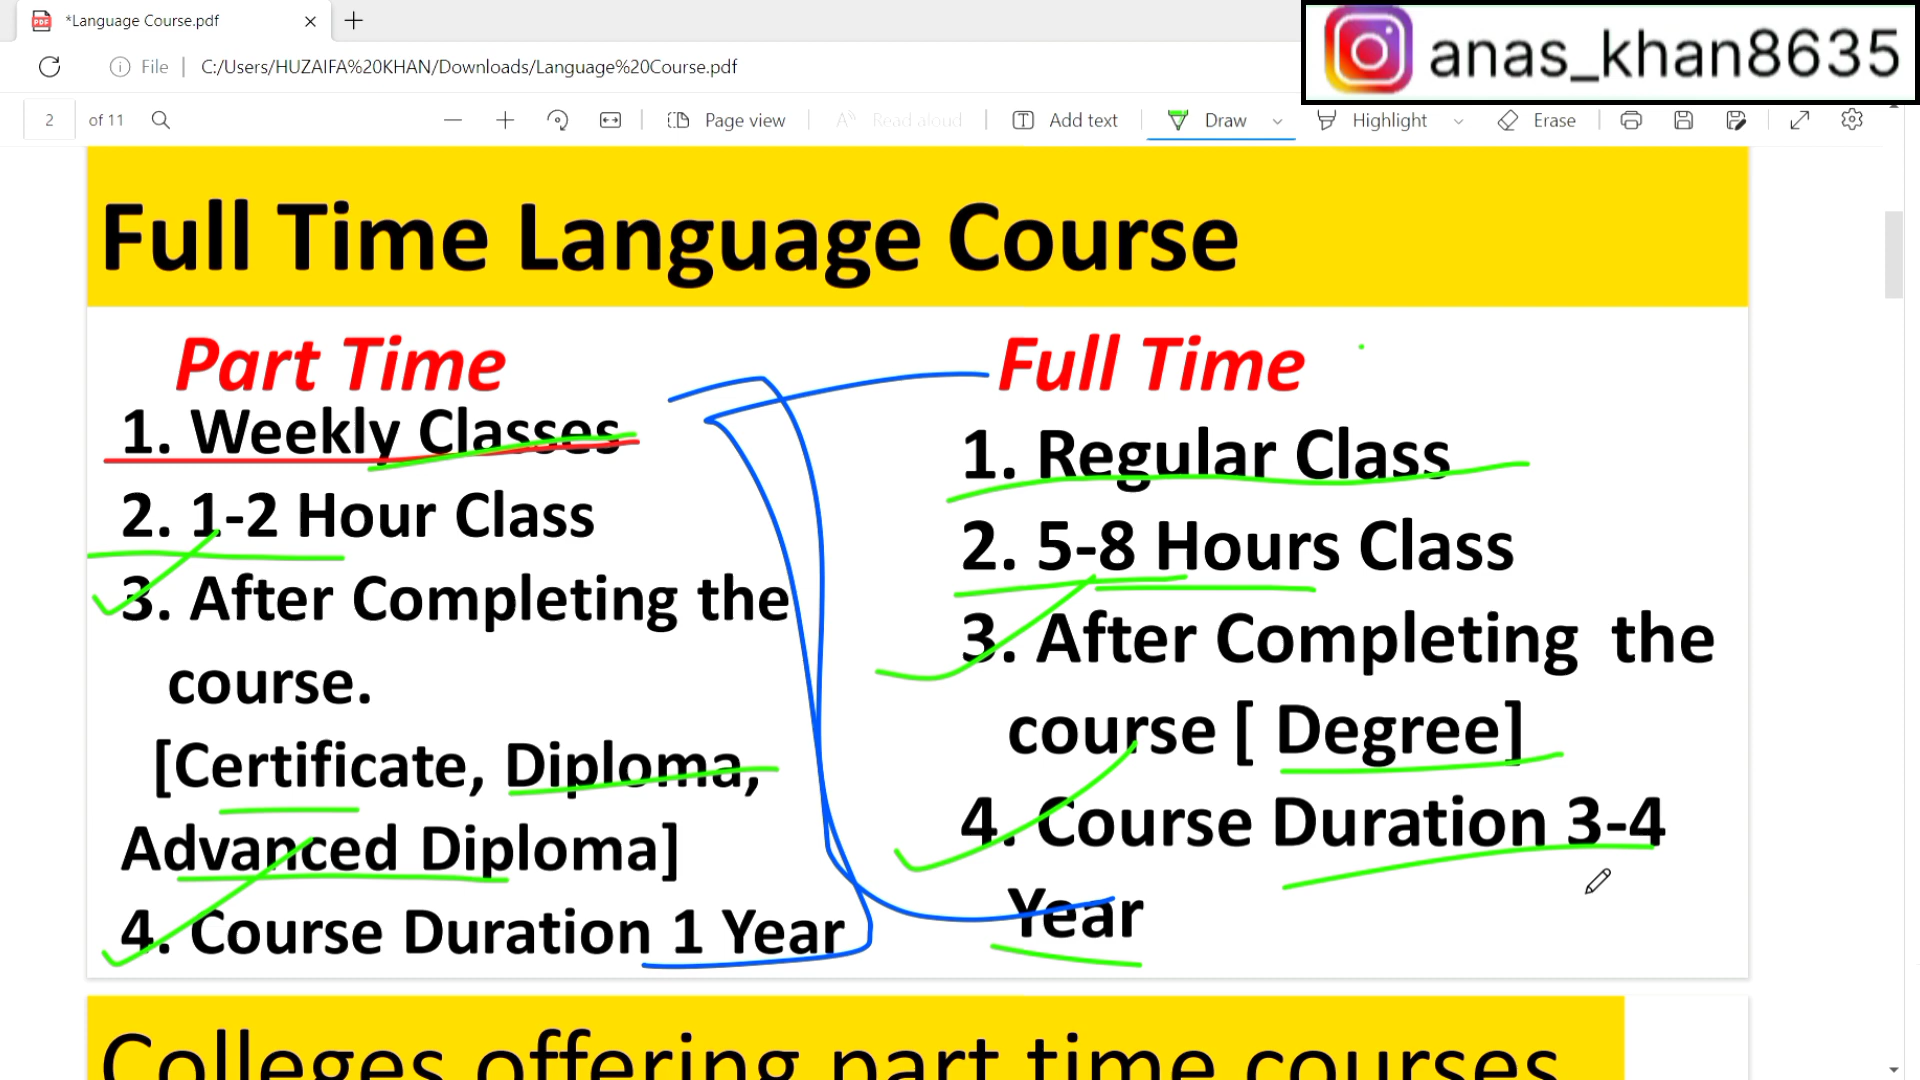 *Language Course.pdf
File | C:/Users/HUZAIFA%20KHAN/Downloads/Language%20Course.pdf
anas_khan8635
2 of 11
Page view
Read aloud
Add text
Draw
Highlight
Erase
Full Time Language Course
Part Time
1. Weekly Classes
2. 1-2 Hour Class
3. After Completing the
course.
[Certificate, Diploma,
Advanced Diploma]
4. Course Duration 1 Year
Full Time
1. Regular Class
2. 5-8 Hours Class
3. After Completing the
course [ Degree]
4. Course Duration 3-4
Year
Colleges offering part time courses